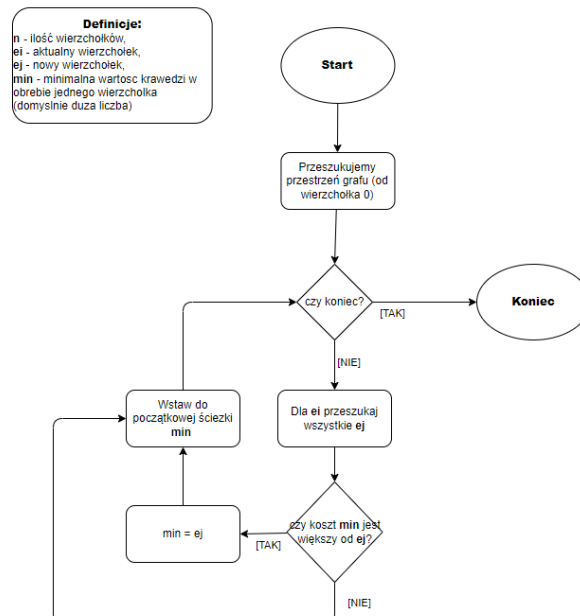 Definicje:
n - ilość wierzchołków,
ei - aktualny wierzchołek,
ej - nowy wierzchołek,
min - minimalna wartosc krawedzi w
obrebie jednego wierzcholka
(domyslnie duza liczba)
Start
Przeszukujemy
przestrzeń grafu (od
wierzchołka 0)
czy koniec?
[TAK]
Koniec
[NIE]
Wstaw do
początkowej ściezki
min
Dla ei przeszukaj
wszystkie ej
min = ej
[TAK]
czy koszt min jest
większy od ej?
[NIE]